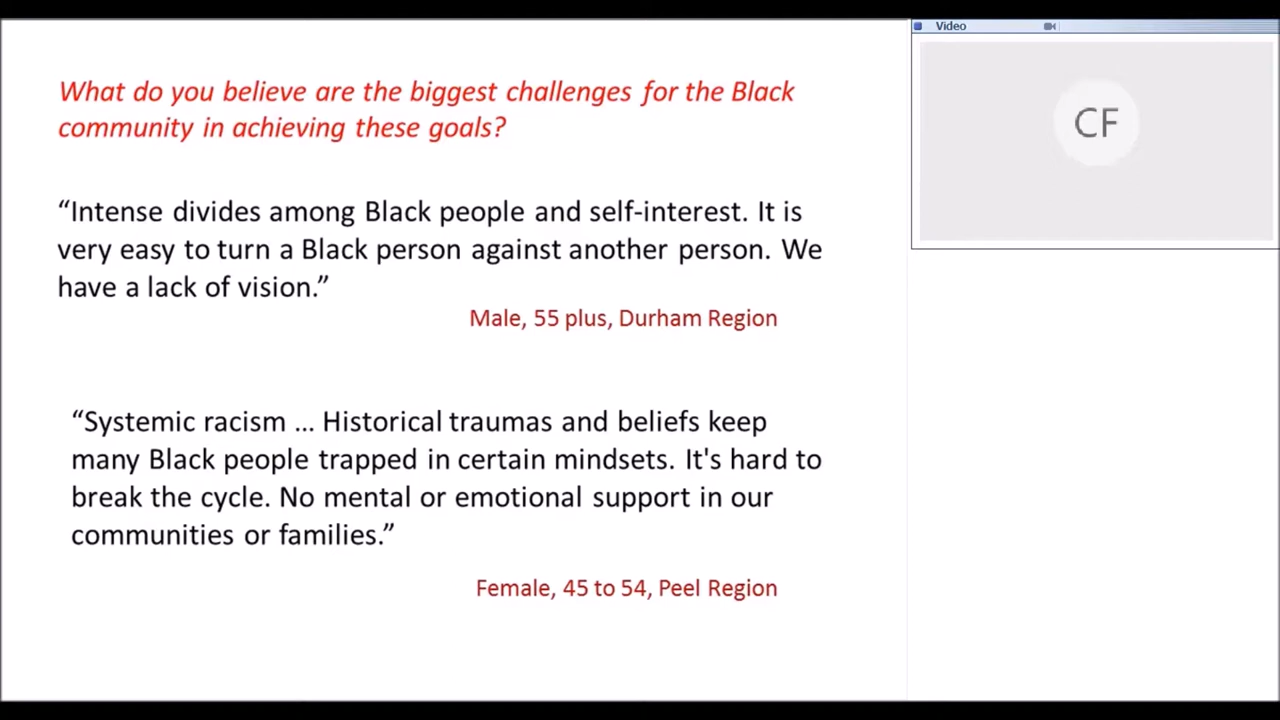 Video
What do you believe are the biggest challenges for the Black
community in achieving these goals?
CF
“Intense divides among Black people and self-interest. It is
very easy to turn a Black person against another person. We
have a lack of vision.”
Male, 55 plus, Durham Region
“Systemic racism ... Historical traumas and beliefs keep
many Black people trapped in certain mindsets. It's hard to
break the cycle. No mental or emotional support in our
communities or families.”
Female, 45 to 54, Peel Region